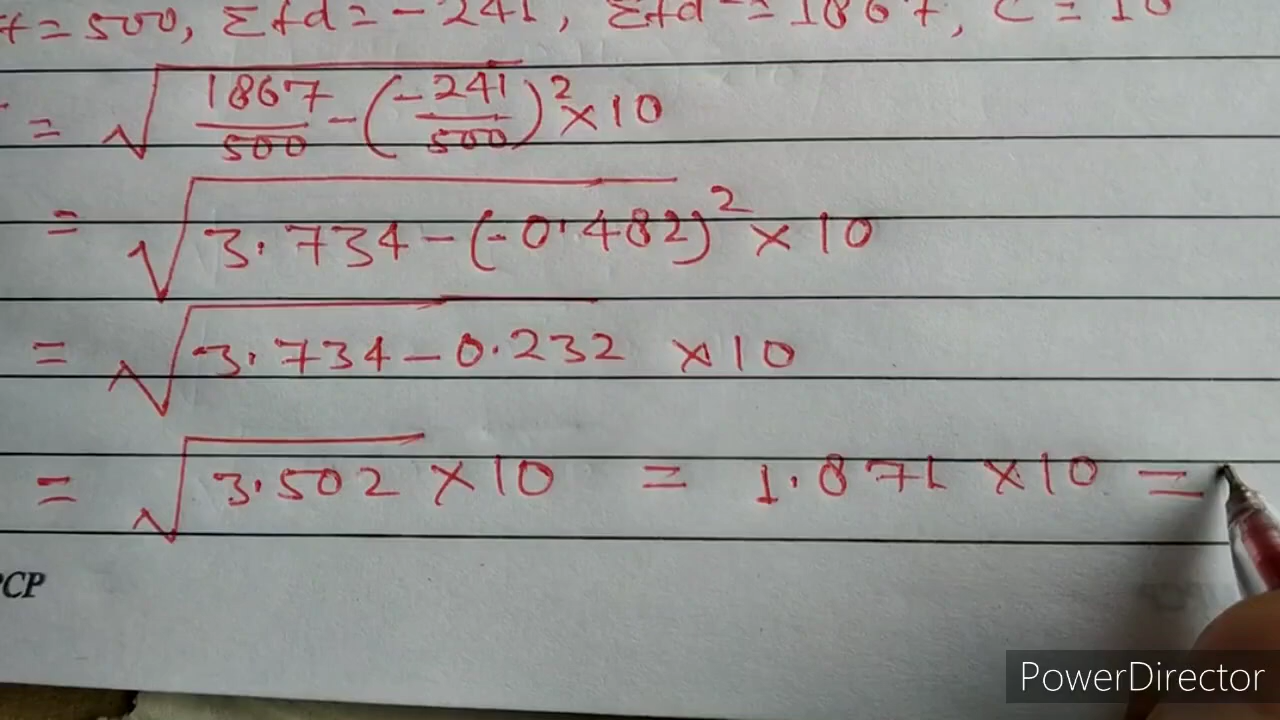 f = 500, Σfd = -241, Σfd² = 1867, C = 10
= √(1867/500 - (-241/500)²) × 10
= √(3.734 - (-0.482)²) × 10
= √(3.734 - 0.232) × 10
= √3.502 × 10 = 1.871 × 10 =
PCP
PowerDirector